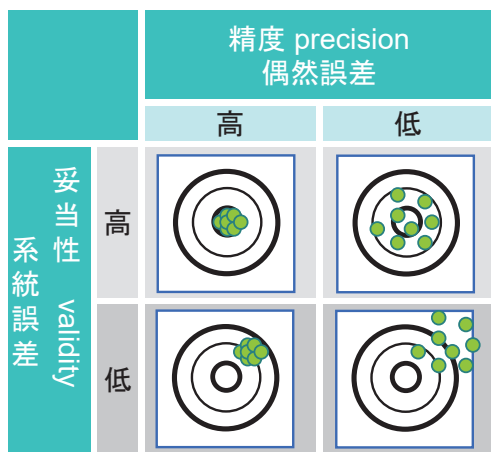 精度 precision
偶然誤差
高
低
妥当性 validity
系統誤差
高
低